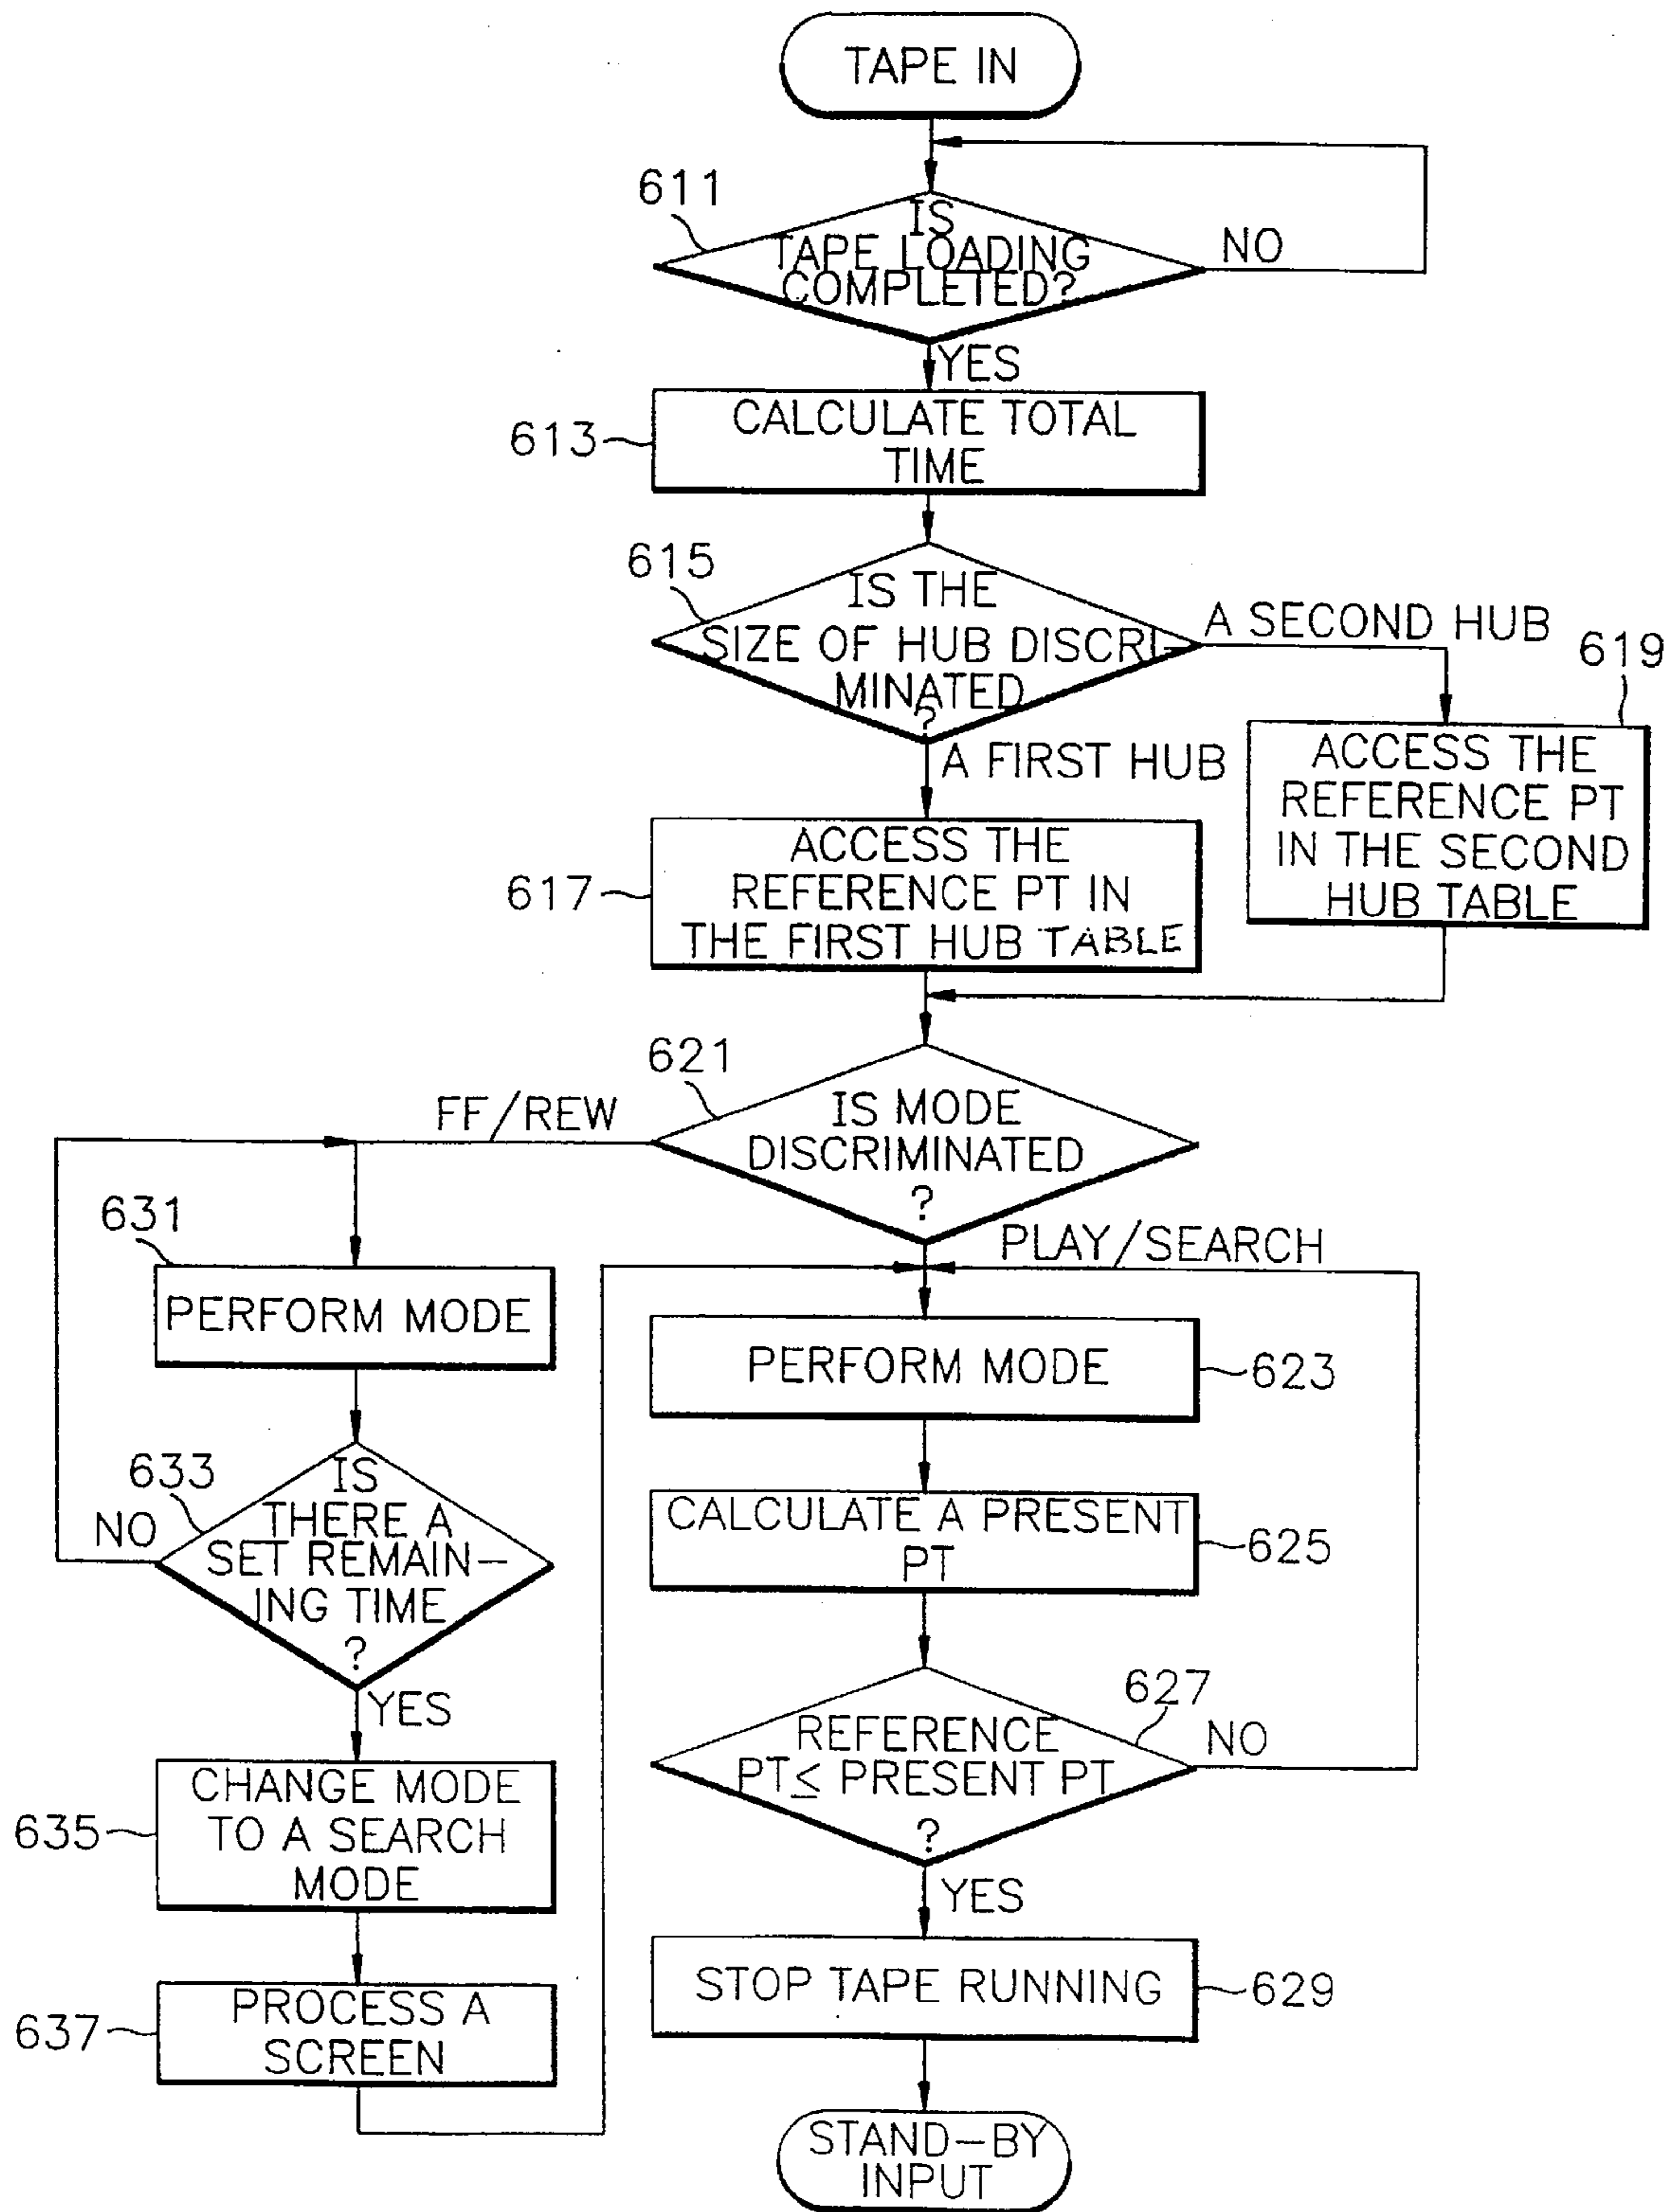 TAPE IN
611
IS
TAPE LOADING
COMPLETED?
NO
YES
613
CALCULATE TOTAL
TIME
615
IS THE
SIZE OF HUB DISCRI-
MINATED
?
A SECOND HUB
619
A FIRST HUB
ACCESS THE
REFERENCE PT
IN THE SECOND
HUB TABLE
617
ACCESS THE
REFERENCE PT IN
THE FIRST HUB TABLE
621
IS MODE
DISCRIMINATED
?
FF/REW
PLAY/SEARCH
631
PERFORM MODE
PERFORM MODE
623
633
IS
THERE A
SET REMAIN-
ING TIME
?
NO
YES
CALCULATE A PRESENT
PT
625
627
REFERENCE
PT≤ PRESENT PT
?
NO
YES
635
CHANGE MODE
TO A SEARCH
MODE
637
PROCESS A
SCREEN
STOP TAPE RUNNING
629
STAND-BY
INPUT